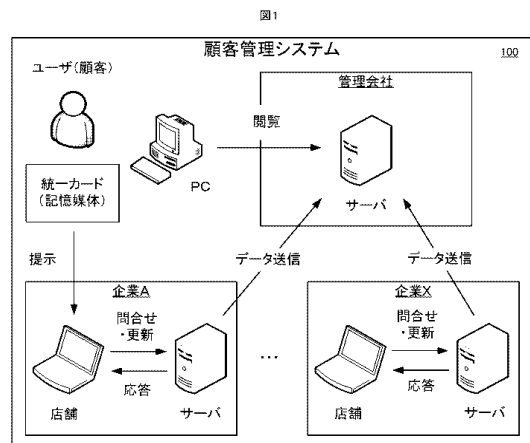 図1
顧客管理システム
100
ユーザ(顧客)
統一カード
(記憶媒体)
PC
閲覧
管理会社
サーバ
提示
データ送信
データ送信
企業A
問合せ
・更新
応答
店舗
サーバ
…
企業X
問合せ
・更新
応答
店舗
サーバ